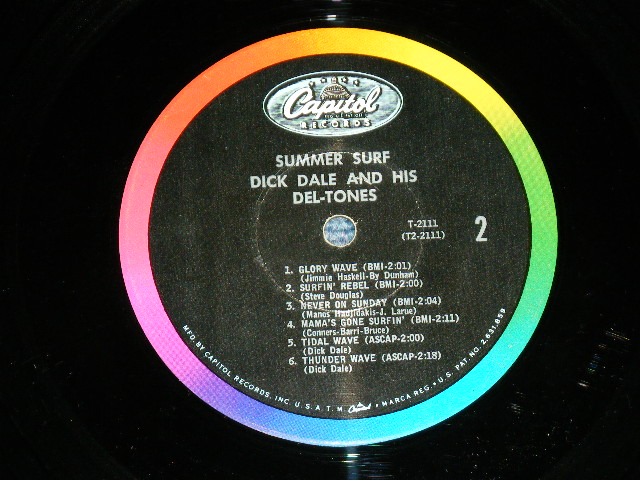 Capitol
RECORDS
SUMMER SURF
DICK DALE AND HIS
DEL-TONES
T-2111
(T2-2111)
2
1. GLORY WAVE (BMI-2:01)
(Jimmie Haskell-By Dunham)
2. SURFIN' REBEL (BMI-2:00)
(Steve Douglas)
3. NEVER ON SUNDAY (BMI-2:04)
(Manos Hadjidakis-J. Larue)
4. MAMA'S GONE SURFIN' (BMI-2:11)
(Conners-Barri-Bruce)
5. TIDAL WAVE (ASCAP-2:00)
(Dick Dale)
6. THUNDER WAVE (ASCAP-2:18)
(Dick Dale)
MFD. BY CAPITOL RECORDS, INC. U.S.A. T.M. Capitol • MARCA REG. • U.S. PAT. NO. 2,631,859